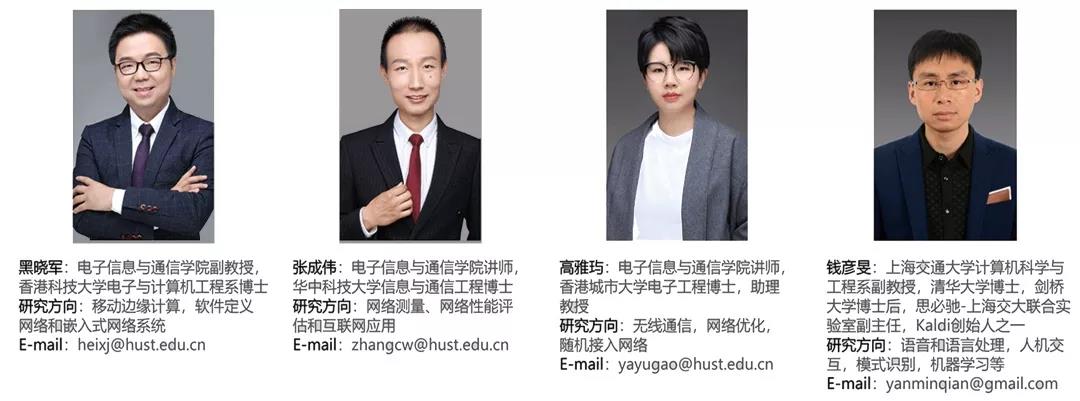 黑晓军：电子信息与通信学院副教授，
香港科技大学电子与计算机工程系博士
研究方向：移动边缘计算，软件定义
网络和嵌入式网络系统
E-mail：heixj@hust.edu.cn
张成伟：电子信息与通信学院讲师，
华中科技大学信息与通信工程博士
研究方向：网络测量、网络性能评
估和互联网应用
E-mail：zhangcw@hust.edu.cn
高雅玙：电子信息与通信学院讲师，
香港城市大学电子工程博士，助理
教授
研究方向：无线通信，网络优化，
随机接入网络
E-mail：yayugao@hust.edu.cn
钱彦旻：上海交通大学计算机科学与
工程系副教授，清华大学博士，剑桥
大学博士后，思必驰-上海交大联合实
验室副主任，Kaldi创始人之一
研究方向：语音和语言处理，人机交
互，模式识别，机器学习等
E-mail：yanminqian@gmail.com